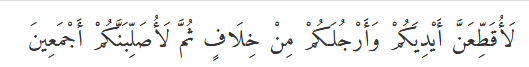 لَأُقَطِّعَنَّ أَيْدِيَكُمْ وَأَرْجُلَكُمْ مِنْ خِلَافٍ ثُمَّ لَأُصَلِّبَنَّكُمْ أَجْمَعِينَ